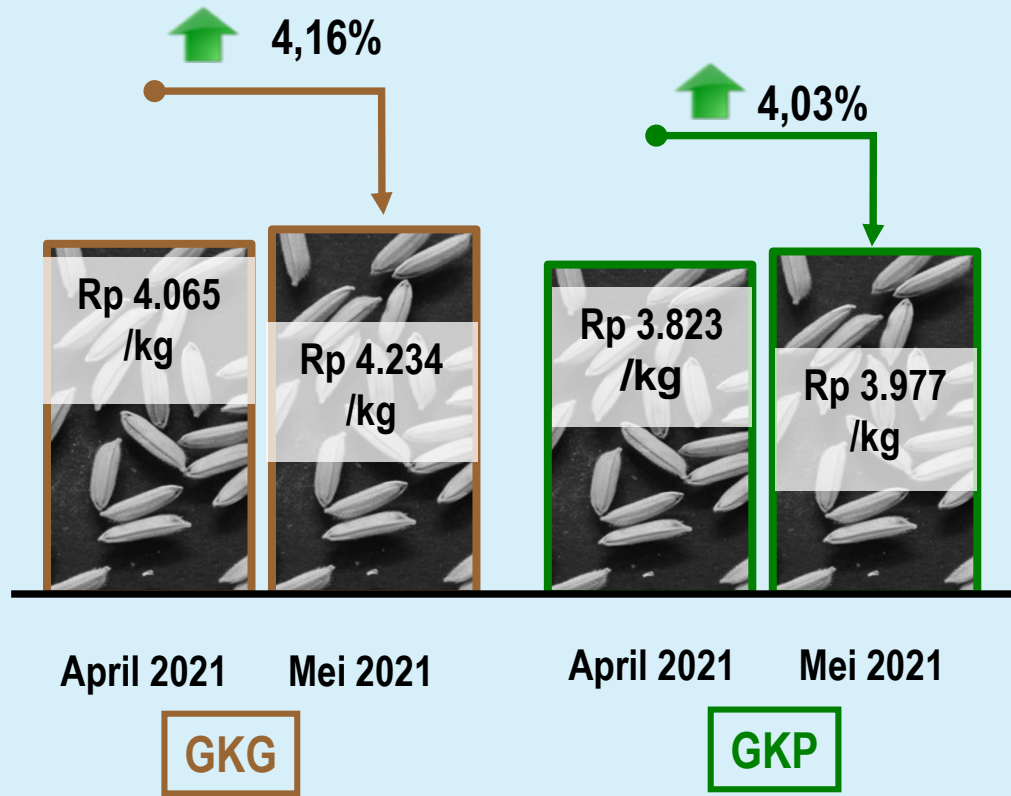 4,16%
4,03%
Rp 4.065
/kg
Rp 4.234
/kg
Rp 3.823
/kg
Rp 3.977
/kg
April 2021
Mei 2021
April 2021
Mei 2021
GKG
GKP